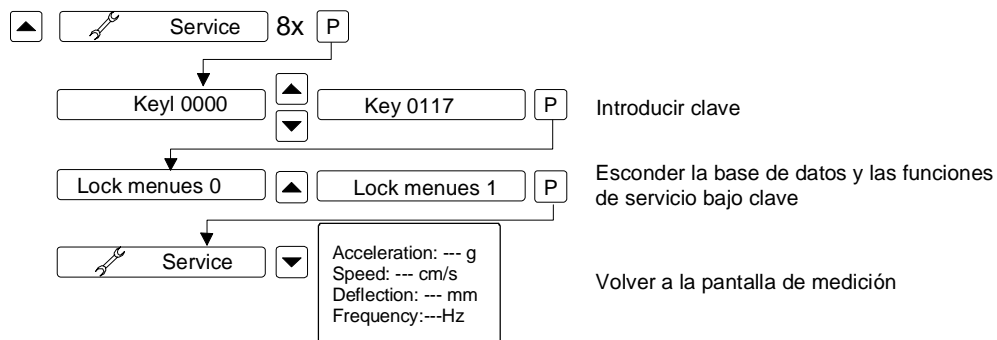 Service 8x P
Keyl 0000 Key 0117 P Introducir clave
Lock menues 0 Lock menues 1 P Esconder la base de datos y las funciones
de servicio bajo clave
Service
Acceleration: --- g
Speed: --- cm/s
Deflection: --- mm
Frequency:---Hz
Volver a la pantalla de medición